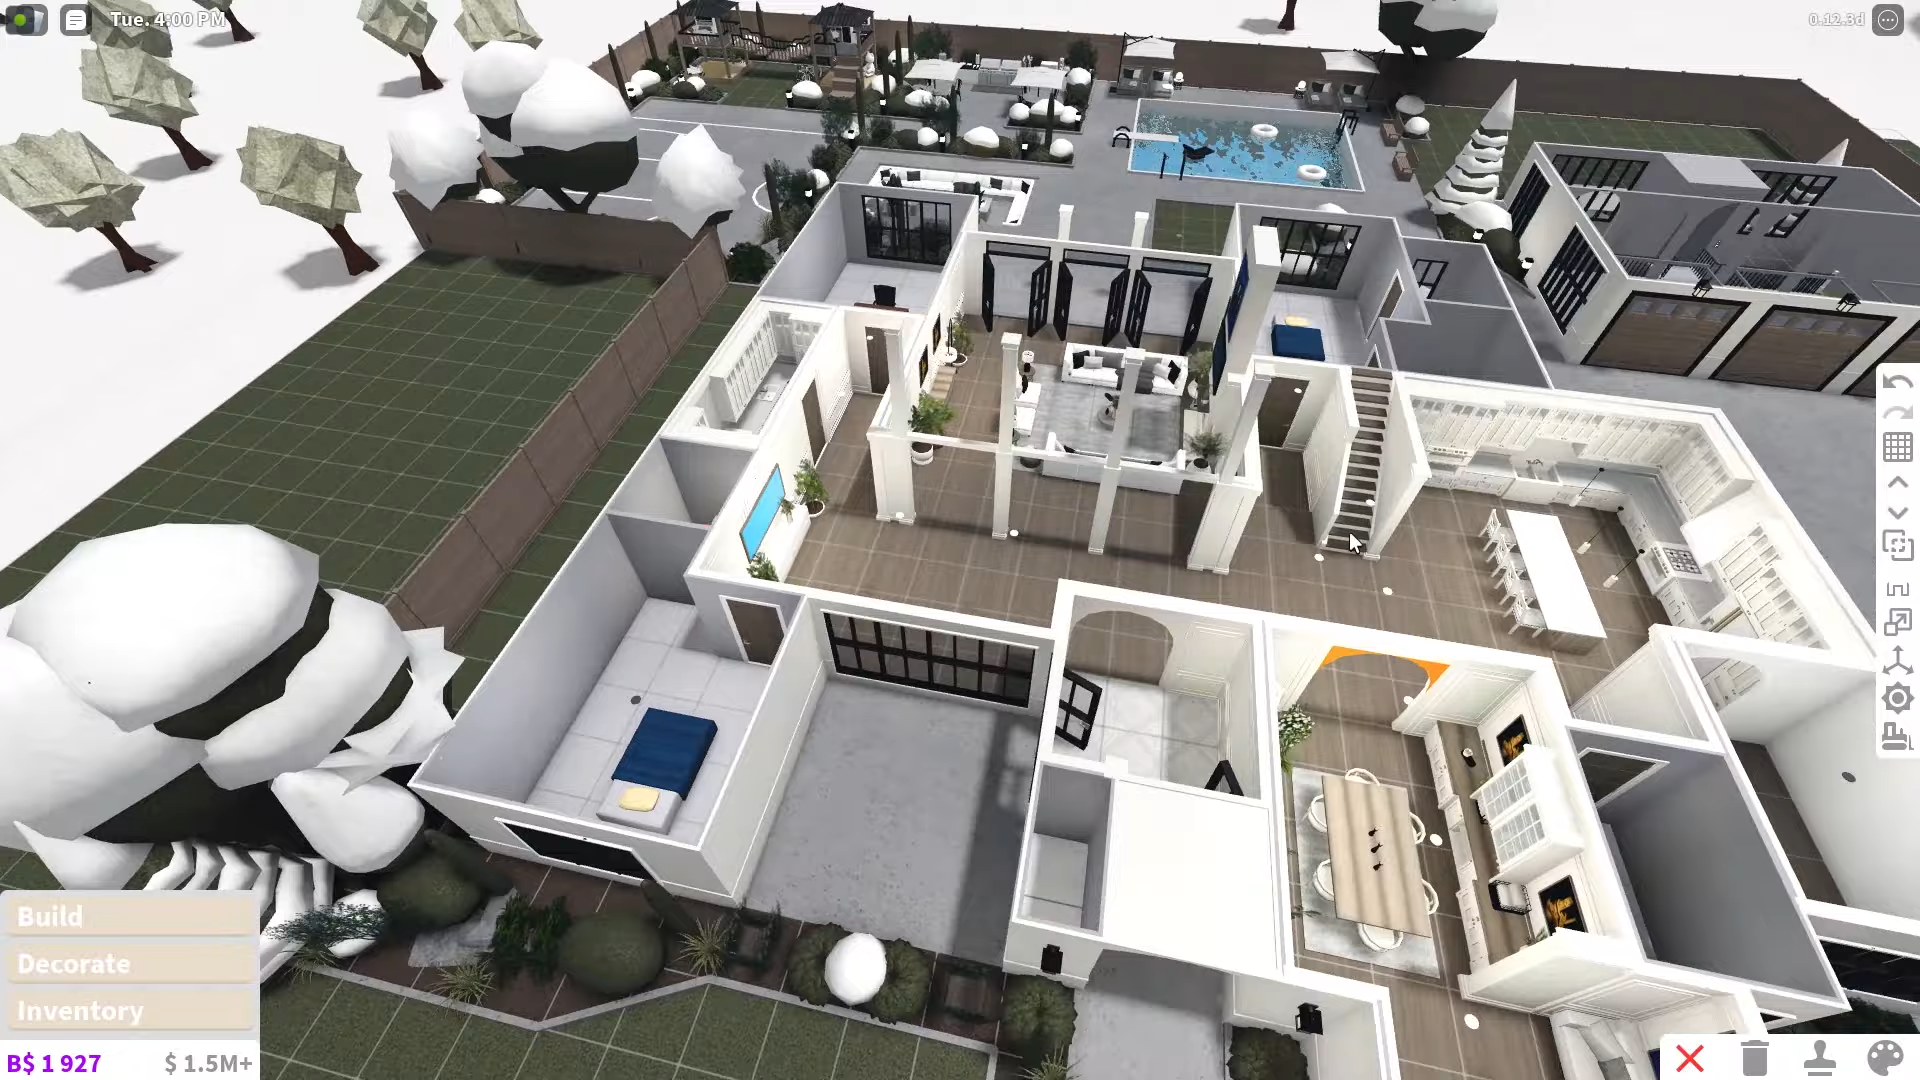 Tue. 4:00 PM
0.12.3d
Build
Decorate
Inventory
B$ 1 927
$ 1.5M+